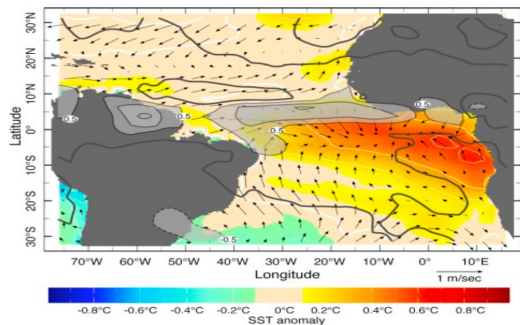 30°N
20°N
10°N
0°
10°S
20°S
30°S
Latitude
0.5
0.5
0.5
0.5
-0.5
70°W 60°W 50°W 40°W 30°W 20°W 10°W 0° 10°E
Longitude
1 m/sec
-0.8°C -0.6°C -0.4°C -0.2°C 0°C 0.2°C 0.4°C 0.6°C 0.8°C
SST anomaly